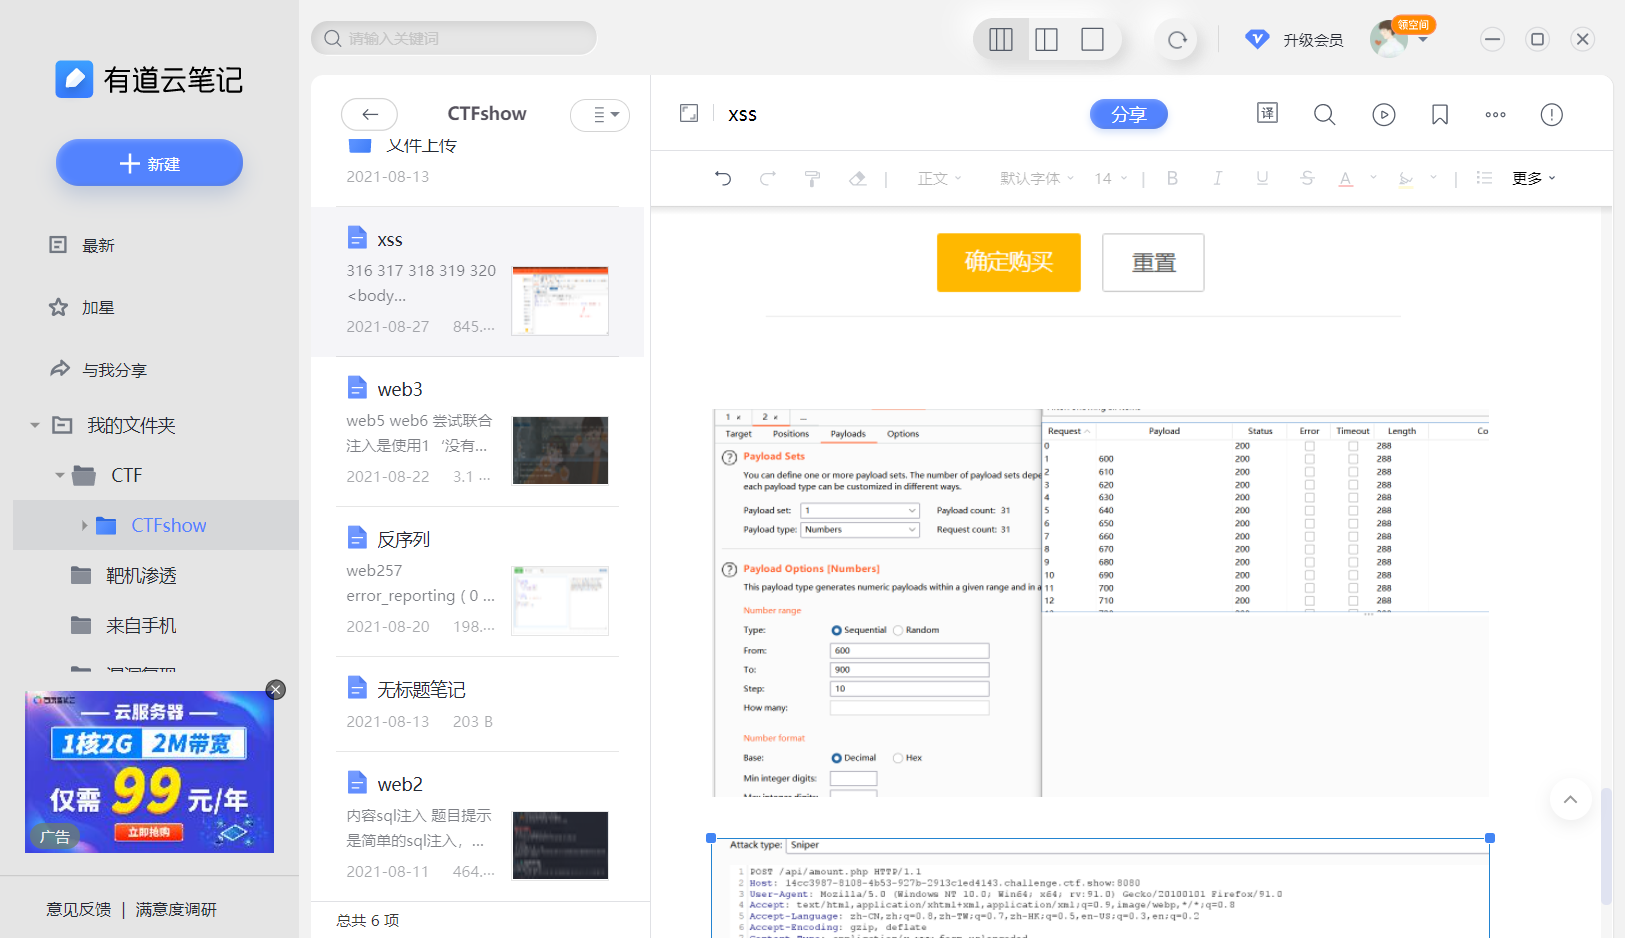 有道云笔记
新建
最新
加星
与我分享
我的文件夹
CTF
CTFshow
靶机渗透
来自手机
云服务器
1核2G 2M带宽
仅需99元/年
立即抢购
广告
意见反馈 | 满意度调研
请输入关键词
升级会员
领空间
CTFshow
文件上传
2021-08-13
xss
316 317 318 319 320
<body...
2021-08-27 845....
web3
web5 web6 尝试联合
注入是使用1‘没有...
2021-08-22 3.1 ...
反序列
web257
error_reporting ( 0 ...
2021-08-20 198....
无标题笔记
2021-08-13 203 B
web2
内容sql注入 题目提示
是简单的sql注入，...
2021-08-11 464....
总共 6 项
xss
分享
译
正文 默认字体 14 B I U S A 更多
确定购买 重置
1 × 2 × ...
Target Positions Payloads Options
Payload Sets
You can define one or more payload sets. The number of payload sets depe
each payload type can be customized in different ways.
Payload set: 1 Payload count: 31
Payload type: Numbers Request count: 31
Payload Options [Numbers]
This payload type generates numeric payloads within a given range and in a
Number range
Type: Sequential Random
From: 600
To: 900
Step: 10
How many:
Number format
Base: Decimal Hex
Min integer digits:
Max integer digits:
Request Payload Status Error Timeout Length Co
0 200 288
1 600 200 288
2 610 200 288
3 620 200 288
4 630 200 288
5 640 200 288
6 650 200 288
7 660 200 288
8 670 200 288
9 680 200 288
10 690 200 288
11 700 200 288
12 710 200 288
Attack type: Sniper
1 POST /api/amount.php HTTP/1.1
2 Host: 14cc3987-8108-4b53-927b-2913c1ed4143.challenge.ctf.show:8080
3 User-Agent: Mozilla/5.0 (Windows NT 10.0; Win64; x64; rv:91.0) Gecko/20100101 Firefox/91.0
4 Accept: text/html,application/xhtml+xml,application/xml;q=0.9,image/webp,*/*;q=0.8
5 Accept-Language: zh-CN,zh;q=0.8,zh-TW;q=0.7,zh-HK;q=0.5,en-US;q=0.3,en;q=0.2
6 Accept-Encoding: gzip, deflate